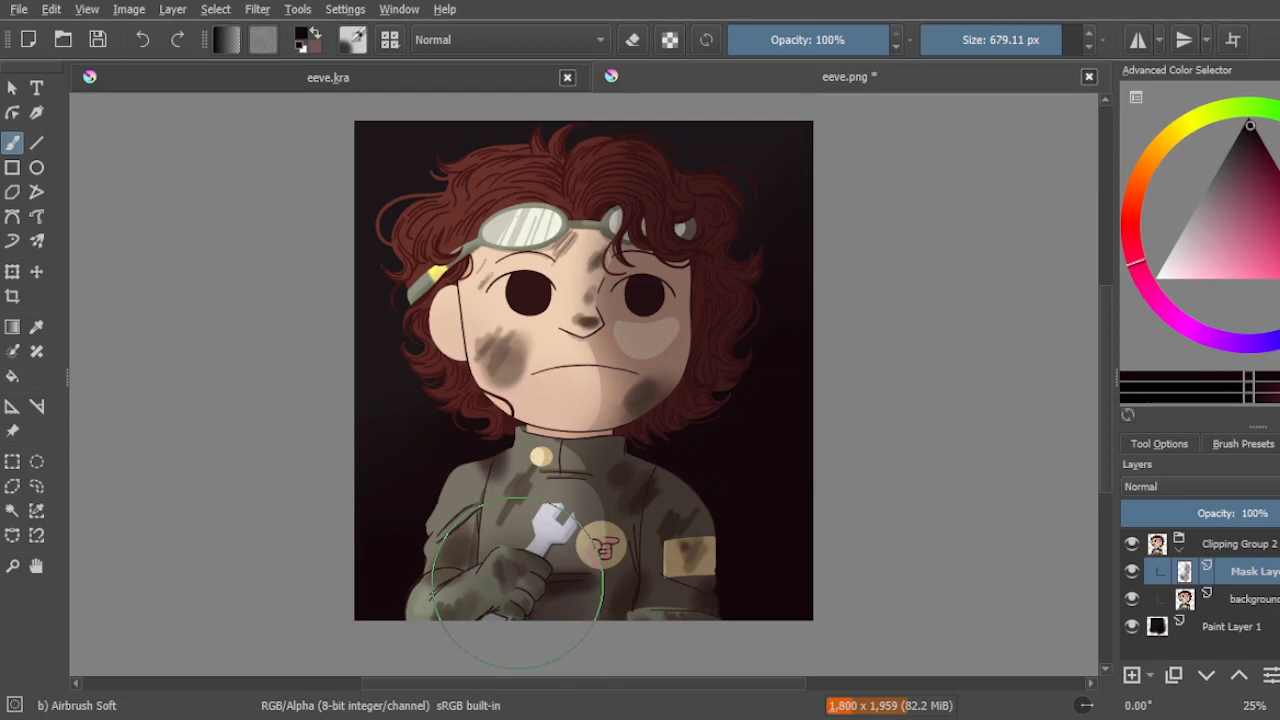 File Edit View Image Layer Select Filter Tools Settings Window Help
Normal Opacity: 100% Size: 679.11 px
eeve.kra eeve.png *
Advanced Color Selector
Tool Options Brush Presets
Layers
Normal
Opacity: 100%
Clipping Group 2
Mask Laye
background
Paint Layer 1
b) Airbrush Soft RGB/Alpha (8-bit integer/channel) sRGB built-in 1,800 x 1,959 (82.2 MiB) 0.00° 25%